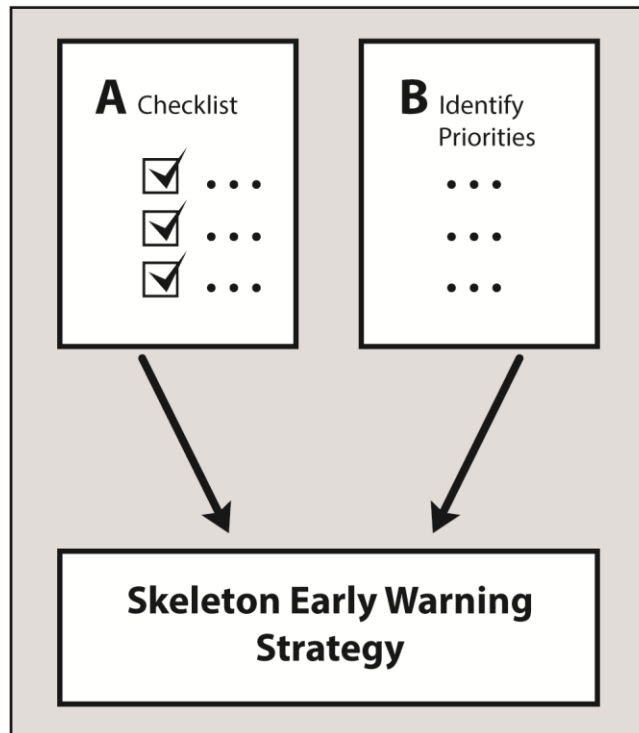 A Checklist
...
...
...
B Identify
Priorities
...
...
...
Skeleton Early Warning
Strategy